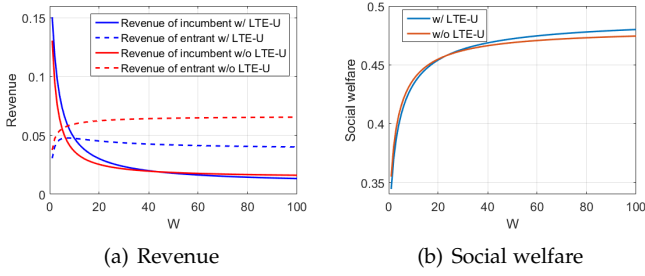 Revenue
0.15
0.1
0.05
0
Revenue of incumbent w/ LTE-U
Revenue of entrant w/ LTE-U
Revenue of incumbent w/o LTE-U
Revenue of entrant w/o LTE-U
0 20 40 60 80 100
W
(a) Revenue
Social welfare
0.5
0.45
0.4
0.35
w/ LTE-U
w/o LTE-U
0 20 40 60 80 100
W
(b) Social welfare